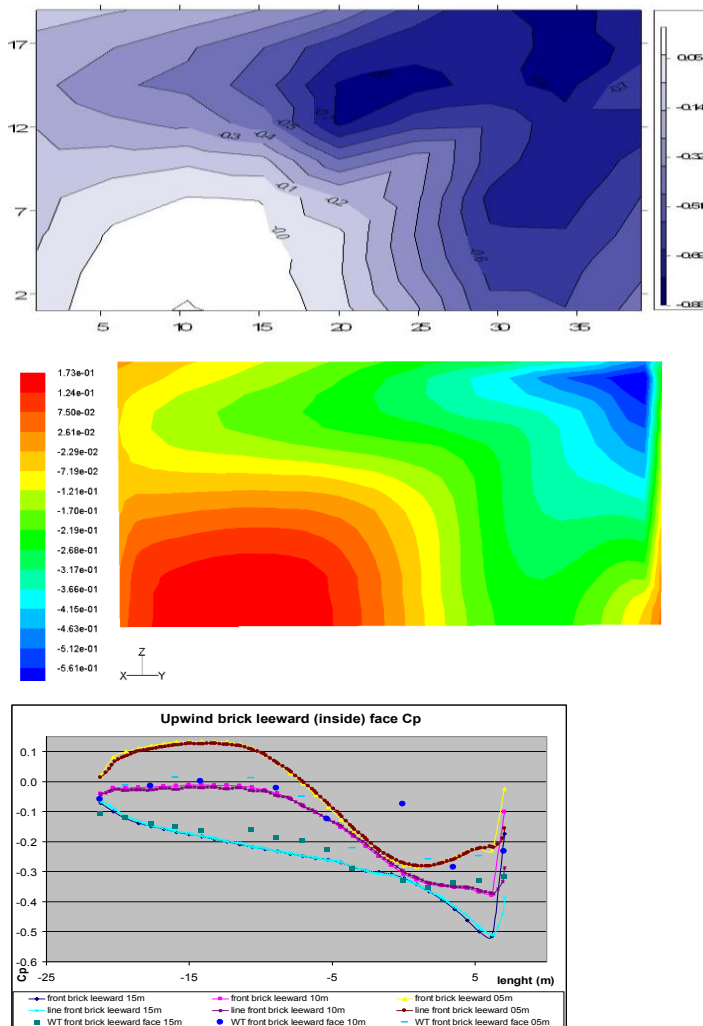 17
12
7
2
5
10
15
20
25
30
35
-0.3
-0.4
-0.5
-0.1
-0.2
-0.0
-0.6
0.05
-0.14
-0.32
-0.51
1.73e-01
1.24e-01
7.50e-02
2.61e-02
-2.29e-02
-7.19e-02
-1.21e-01
-1.70e-01
-2.19e-01
-2.68e-01
-3.17e-01
-3.66e-01
-4.15e-01
-4.63e-01
-5.12e-01
-5.61e-01
Z
X Y
Upwind brick leeward (inside) face Cp
0.1
0.0
-0.1
-0.2
-0.3
-0.4
-0.5
-0.6
Cp
-25 -15 -5 5
lenght (m)
front brick leeward 15m front brick leeward 10m front brick leeward 05m
line front brick leeward 15m line front brick leeward 10m line front brick leeward 05m
WT front brick leeward face 15m WT front brick leeward face 10m WT front brick leeward face 05m